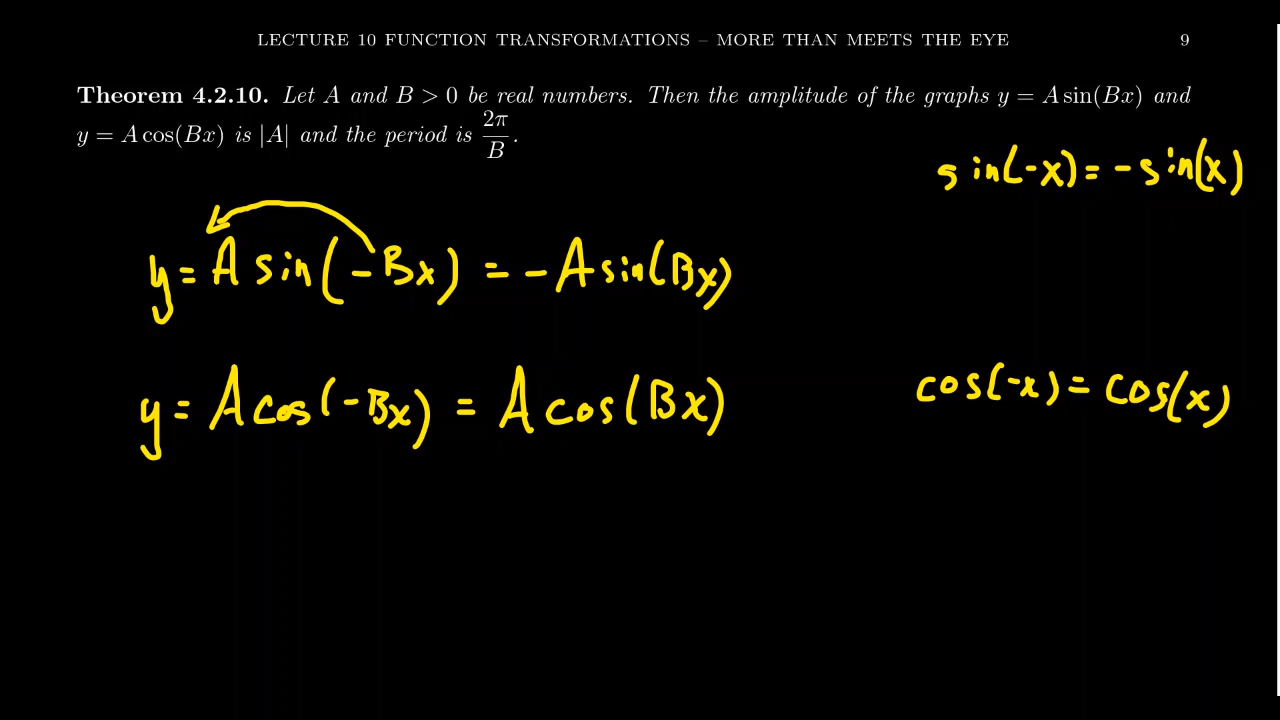 LECTURE 10 FUNCTION TRANSFORMATIONS – MORE THAN MEETS THE EYE 9
Theorem 4.2.10. Let A and B > 0 be real numbers. Then the amplitude of the graphs y = A sin(Bx) and
y = A cos(Bx) is |A| and the period is 2π/B.
sin(-x) = -sin(x)
y = A sin(-Bx) = -A sin(Bx)
cos(-x) = cos(x)
y = A cos(-Bx) = A cos(Bx)